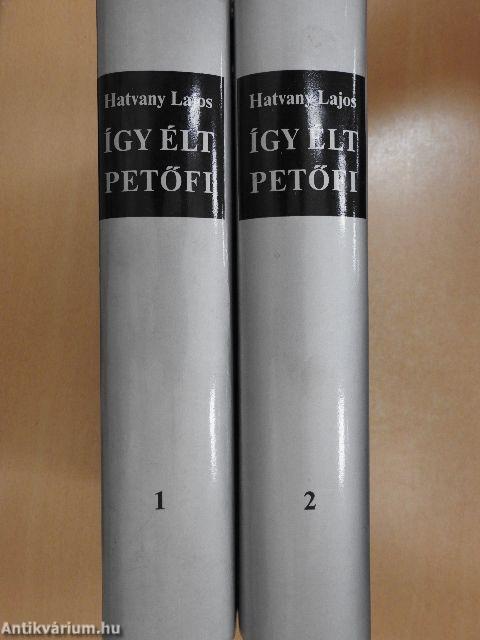 Hatvany Lajos
ÍGY ÉLT
PETŐFI
1
Hatvany Lajos
ÍGY ÉLT
PETŐFI
2
Antikvárium.hu